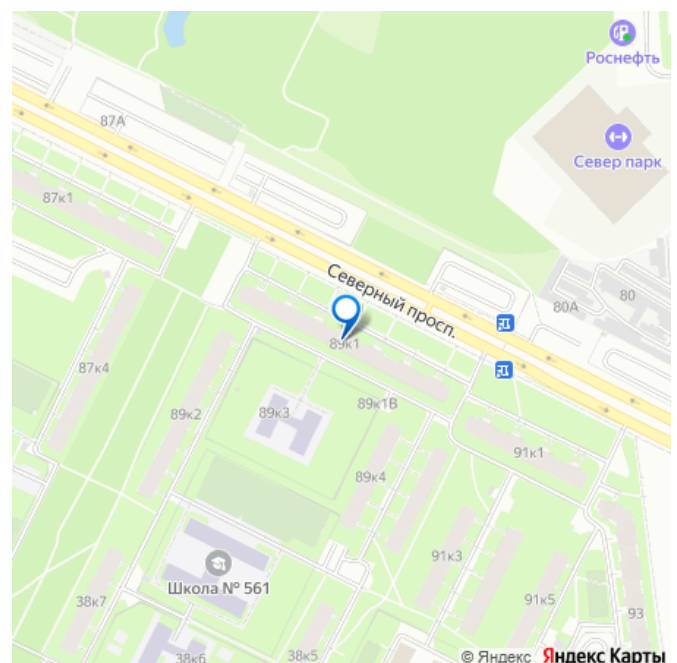 Роснефть
87А
Север парк
87к1
Северный просп.
80
80А
89к1
87к4
89к1В
89к3
89к2
91к1
89к4
91к3
Школа № 561
38к7
91к5
93
38к6
38к5
© Яндекс Яндекс Карты